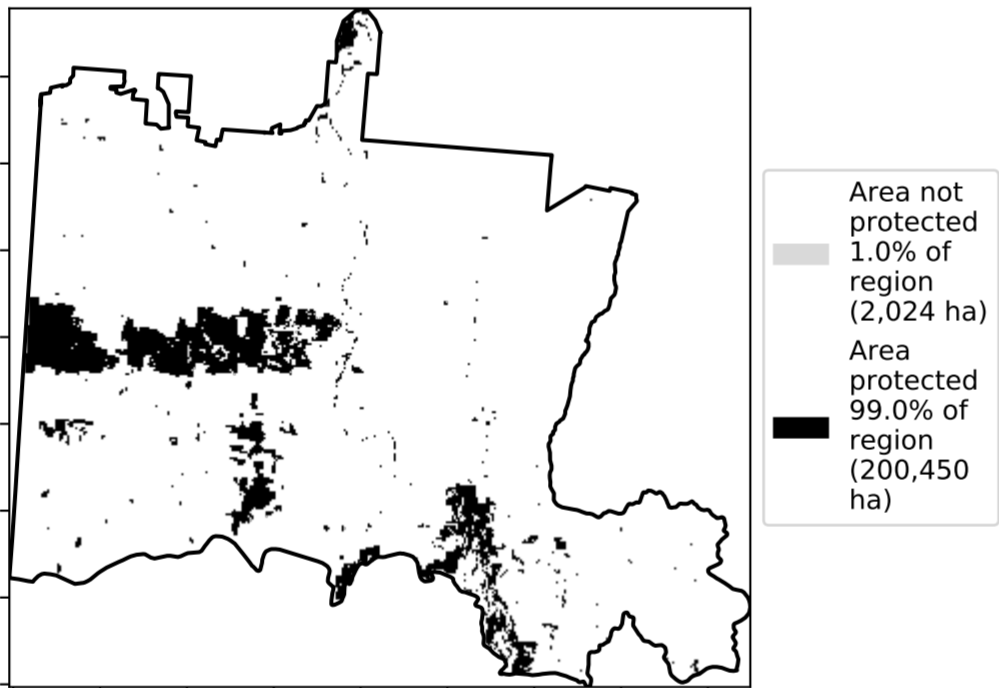 Area not
protected
1.0% of
region
(2,024 ha)
Area
protected
99.0% of
region
(200,450
ha)